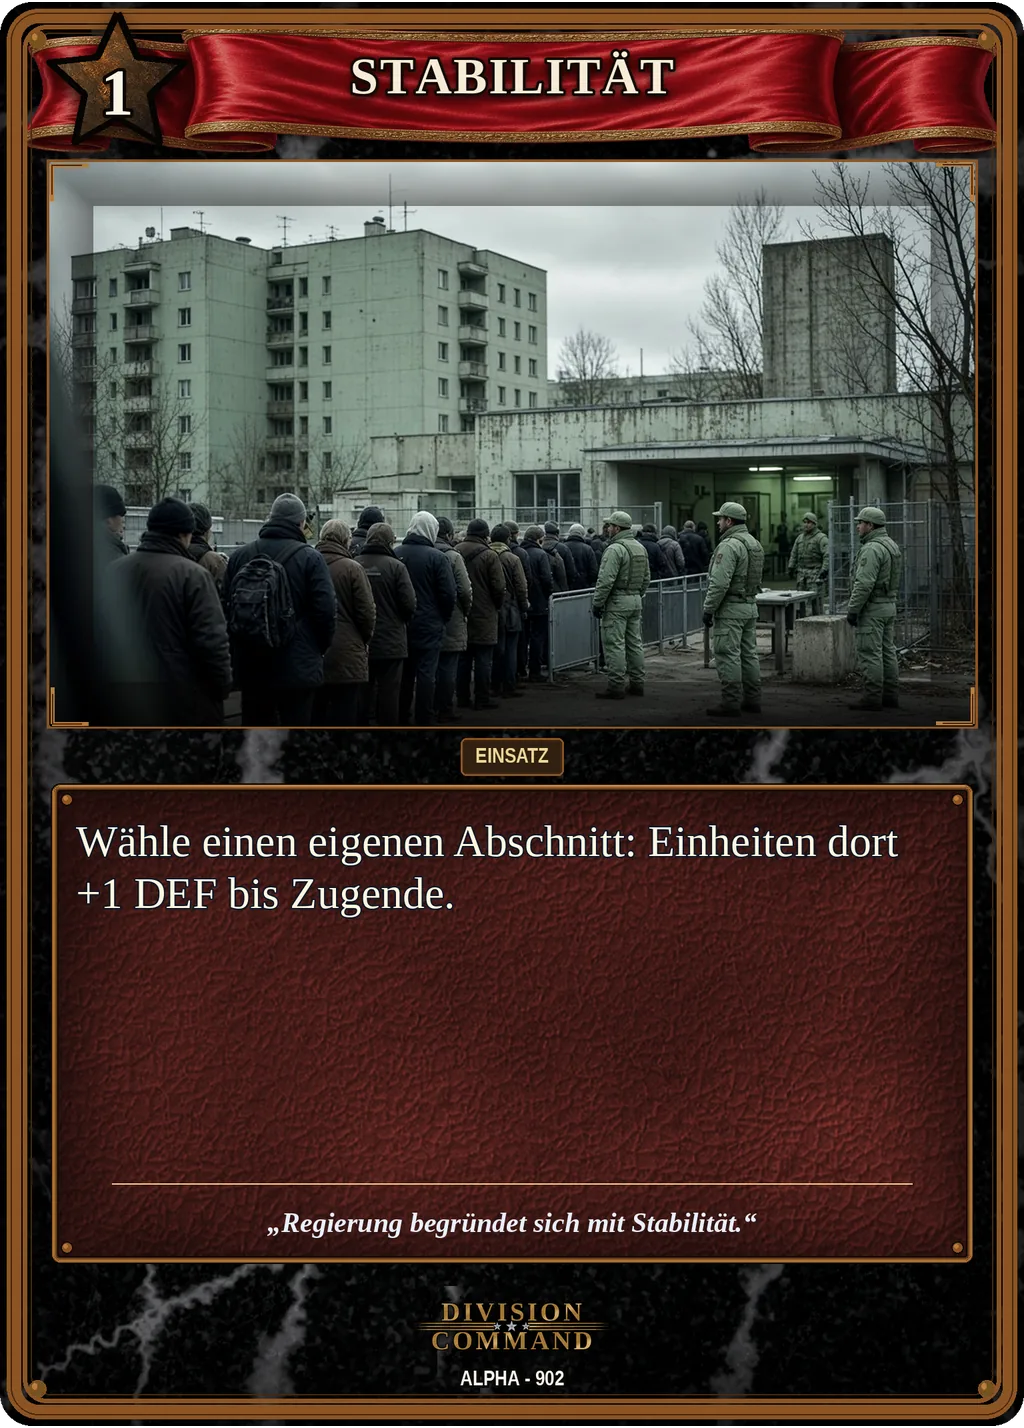 1
STABILITÄT
EINSATZ
Wähle einen eigenen Abschnitt: Einheiten dort
+1 DEF bis Zugende.
„Regierung begründet sich mit Stabilität.“
DIVISION
COMMAND
ALPHA - 902